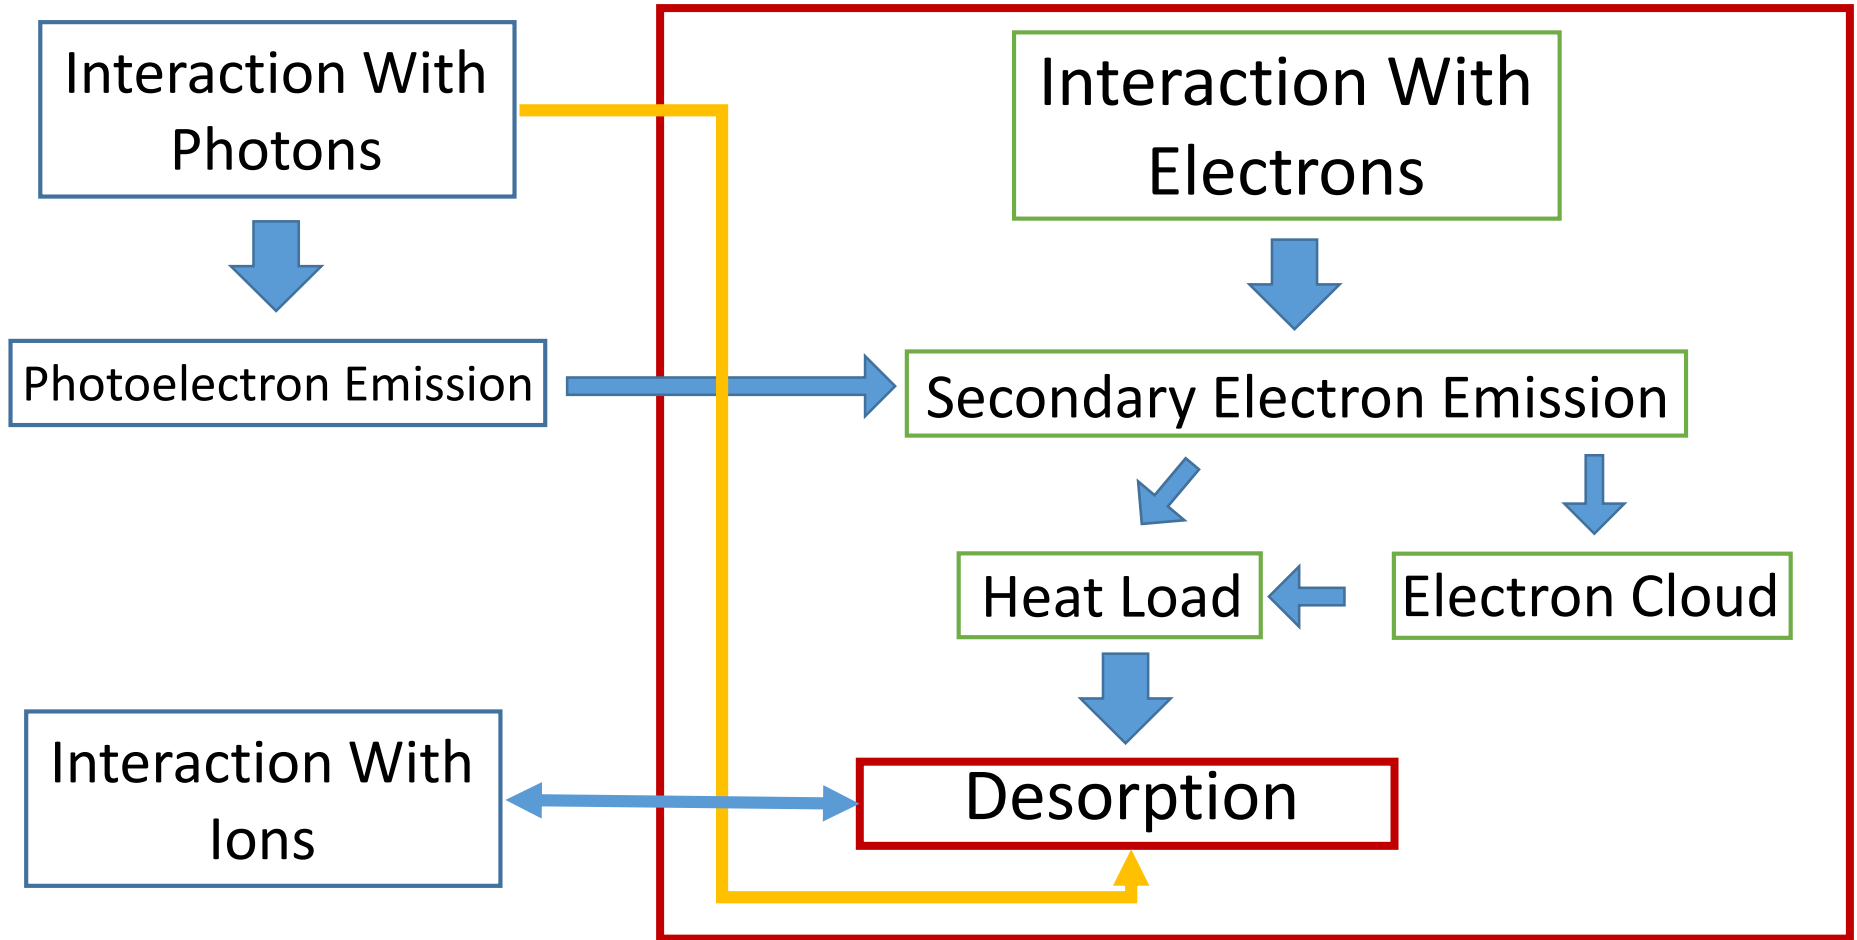 Interaction With
Photons
Interaction With
Electrons
Photoelectron Emission
Secondary Electron Emission
Heat Load
Electron Cloud
Interaction With
Ions
Desorption